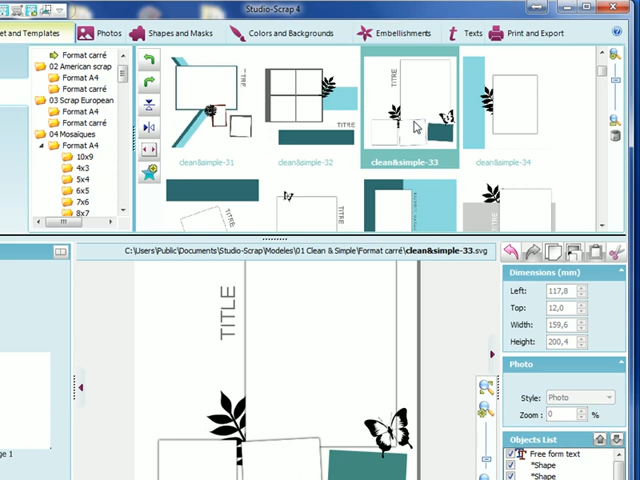 Studio-Scrap 4
et and Templates
Photos
Shapes and Masks
Colors and Backgrounds
Embellishments
Texts
Print and Export
Format carré
02 American scrap
Format A4
Format carré
03 Scrap European
Format A4
Format carré
04 Mosaïques
Format A4
10x9
4x3
5x4
6x5
7x6
8x7
TITRE
TITRE
clean&simple-31
clean&simple-32
clean&simple-33
clean&simple-34
TITRE
TITRE
C:\Users\Public\Documents\Studio-Scrap\Modeles\01 Clean & Simple\Format carré\clean&simple-33.svg
TITLE
Dimensions (mm)
Left: 117,8
Top: 12,0
Width: 159,6
Height: 200,4
Photo
Style: Photo
Zoom : 0 %
Objects List
Free form text
"Shape
"Shape
ge 1